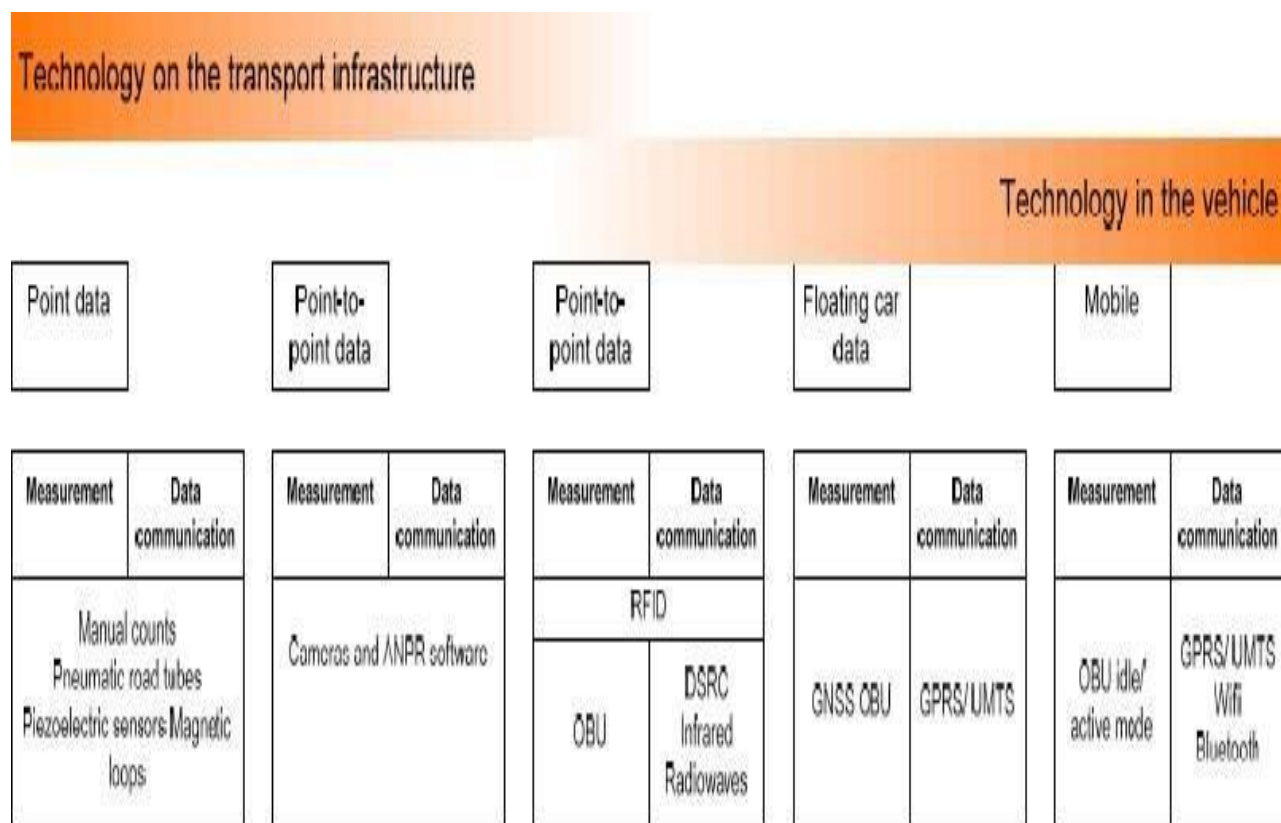 Technology on the transport infrastructure
Technology in the vehicle
Point data
Point-to-
point data
Point-to-
point data
Floating car
data
Mobile
Measurement
Data
communication
Measurement
Data
communication
Measurement
Data
communication
Measurement
Data
communication
Measurement
Data
communication
Manual counts
Pneumatic road tubes
Piezoelectric sensors Magnetic
loops
Cameras and ANPR software
RFID
OBU
DSRC
Infrared
Radiowaves
GNSS OBU
GPRS/UMTS
OBU idle/
active mode
GPRS/UMTS
Wifi
Bluetooth